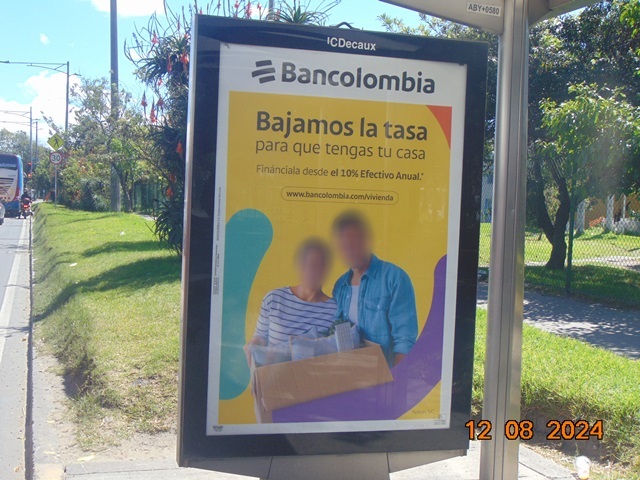 ABY+0580
JCDecaux
Bancolombia
Bajamos la tasa
para que tengas tu casa
Fináncíala desde el 10% Efectivo Anual.*
www.bancolombia.com/vivienda
12 08 2024